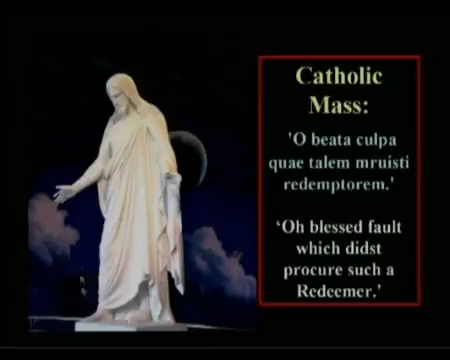 Catholic
Mass:
'O beata culpa
quae talem mruisti
redemptorem.'
‘Oh blessed fault
which didst
procure such a
Redeemer.'